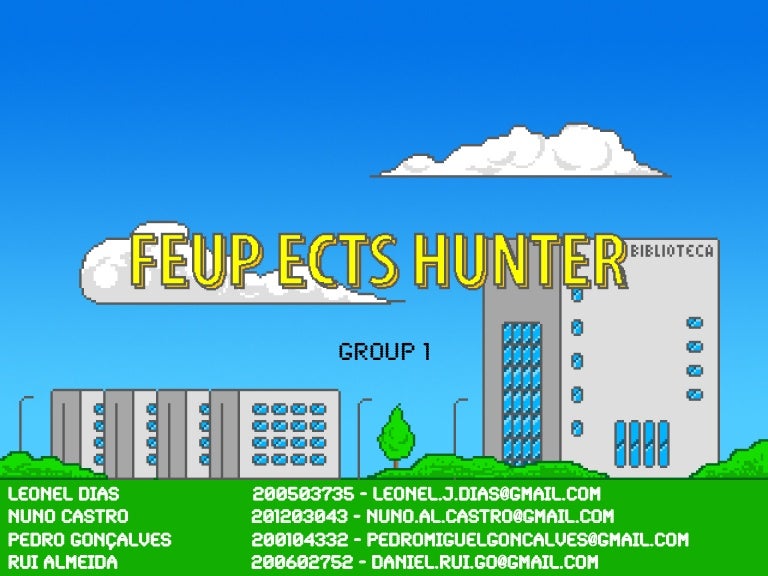 BIBLIOTECA
FEUP ECTS HUNTER
GROUP 1
LEONEL DIAS 200503735 - LEONEL.J.DIAS@GMAIL.COM
NUNO CASTRO 201203043 - NUNO.AL.CASTRO@GMAIL.COM
PEDRO GONÇALVES 200104332 - PEDROMIGUELGONCALVES@GMAIL.COM
RUI ALMEIDA 200602752 - DANIEL.RUI.GO@GMAIL.COM